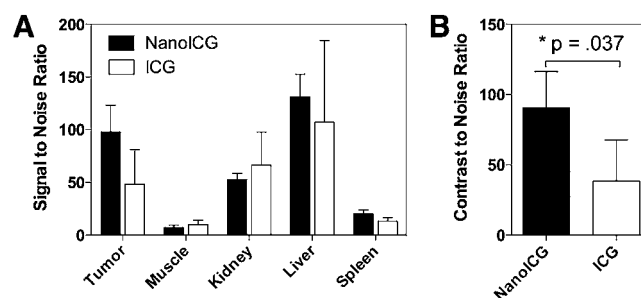 A
Signal to Noise Ratio
200
150
100
50
0
NanoICG
ICG
Tumor
Muscle
Kidney
Liver
Spleen
B
Contrast to Noise Ratio
150
100
50
0
* p = .037
NanoICG
ICG